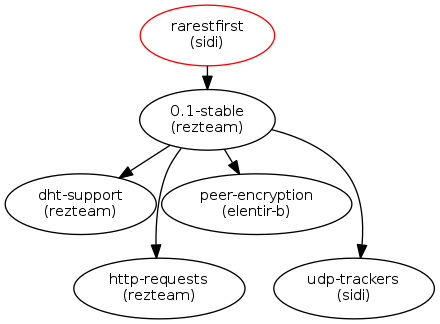 rarestfirst
(sidi)
0.1-stable
(rezteam)
dht-support
(rezteam)
peer-encryption
(elentir-b)
http-requests
(rezteam)
udp-trackers
(sidi)